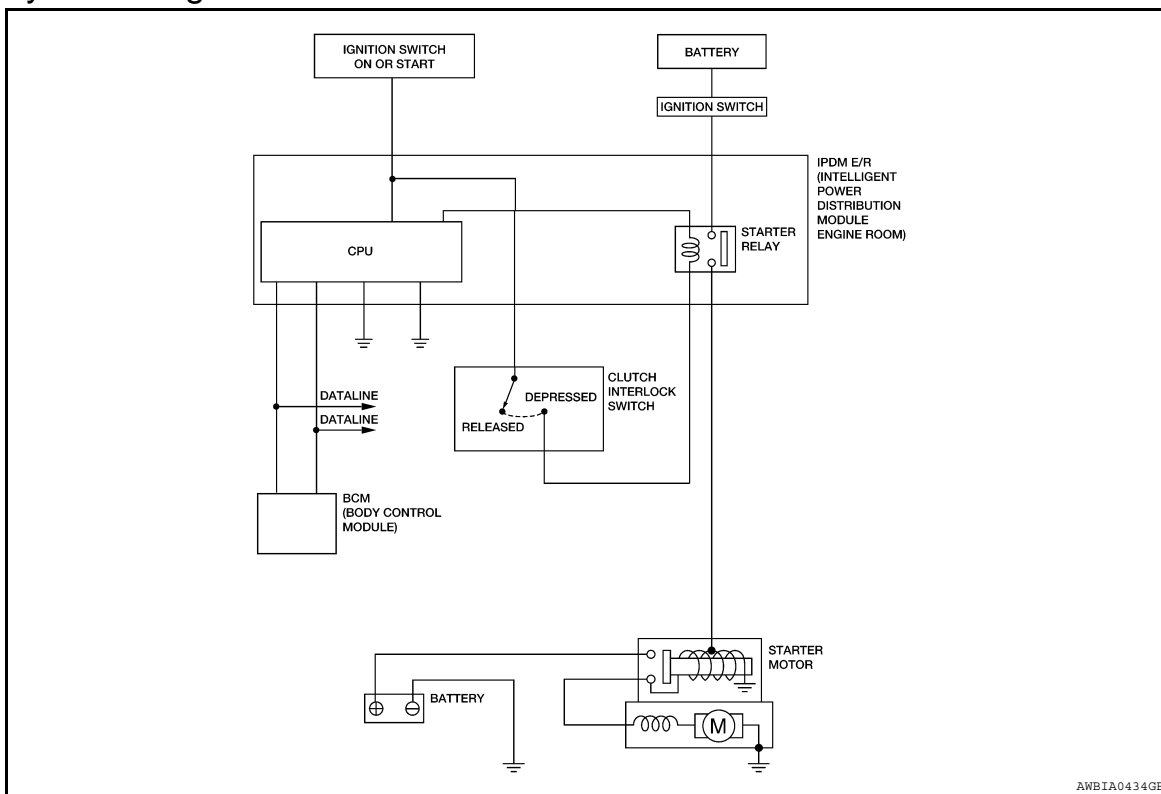 IGNITION SWITCH
ON OR START
BATTERY
IGNITION SWITCH
IPDM E/R
(INTELLIGENT
POWER
DISTRIBUTION
MODULE
ENGINE ROOM)
STARTER
RELAY
CPU
CLUTCH
INTERLOCK
SWITCH
DEPRESSED
RELEASED
DATALINE
DATALINE
BCM
(BODY CONTROL
MODULE)
STARTER
MOTOR
BATTERY
M
AWBIA0434GB